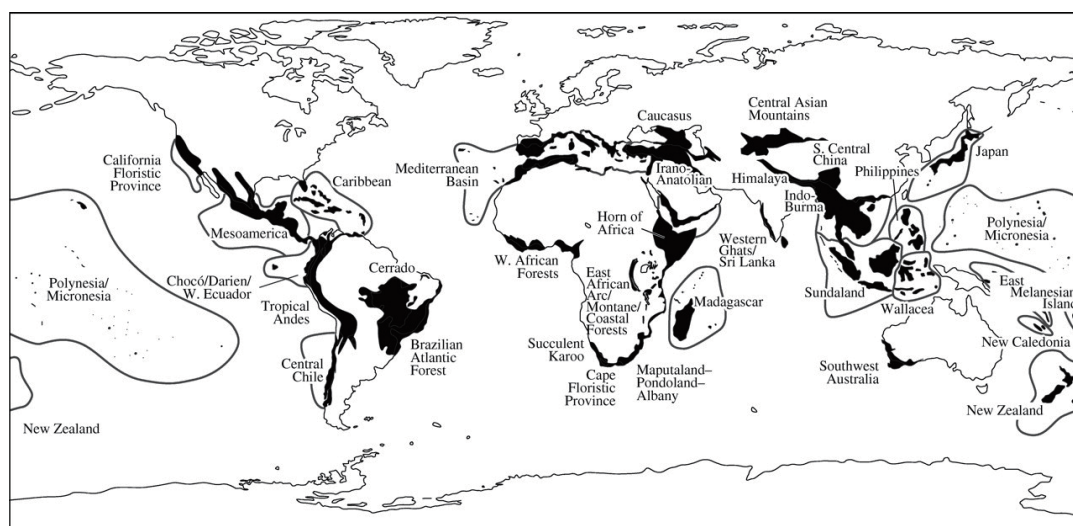 California
Floristic
Province
Caribbean
Mesoamerica
Polynesia/
Micronesia
Chocó/Darien/
W. Ecuador
Tropical
Andes
Cerrado
Brazilian
Atlantic
Forest
Central
Chile
New Zealand
Mediterranean
Basin
Caucasus
Irano-
Anatolian
Central Asian
Mountains
Himalaya
S. Central
China
Indo-
Burma
Philippines
Japan
Horn of
Africa
W. African
Forests
East
African
Arc/
Montane/
Coastal
Forests
Western
Ghats/
Sri Lanka
Madagascar
Succulent
Karoo
Cape
Floristic
Province
Maputaland–
Pondoland–
Albany
Sundaland
Wallacea
Polynesia/
Micronesia
East
Melanesian
Island
New Caledonia
Southwest
Australia
New Zealand